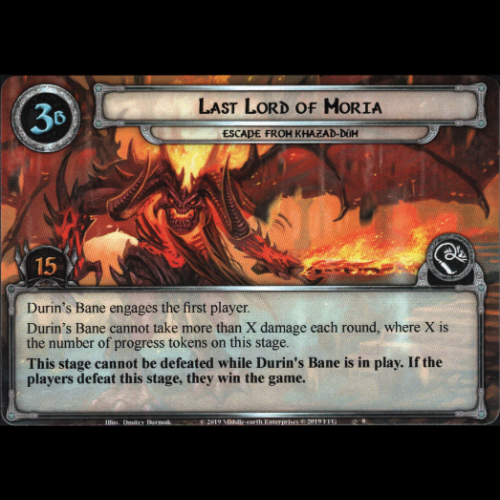 3B
LAST LORD OF MORIA
ESCAPE FROM KHAZAD-DÛM
15
Durin's Bane engages the first player.
Durin's Bane cannot take more than X damage each round, where X is
the number of progress tokens on this stage.
This stage cannot be defeated while Durin's Bane is in play. If the
players defeat this stage, they win the game.
Illus. Dmitry Burmak © 2019 Middle-earth Enterprises © 2019 FFG 8